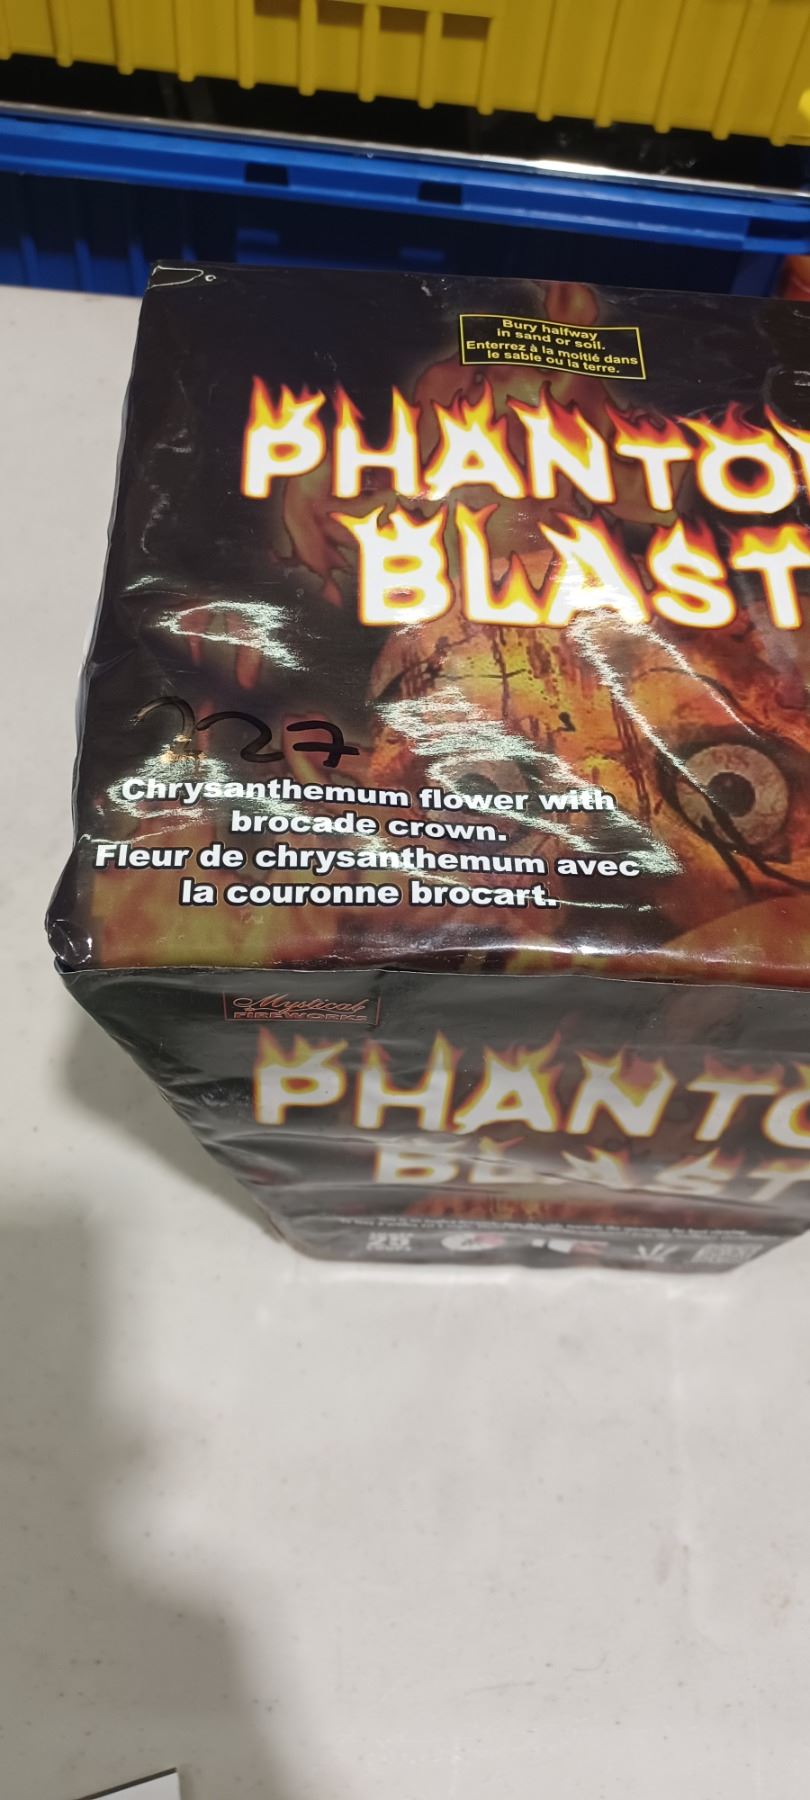 Bury halfway
in sand or soil.
Enterrez à la moitié dans
le sable ou la terre.
PHANTO
BLAST
227
Chrysanthemum flower with
brocade crown.
Fleur de chrysanthemum avec
la couronne brocart.
Mystical
FIREWORKS
PHANTO
BLAST